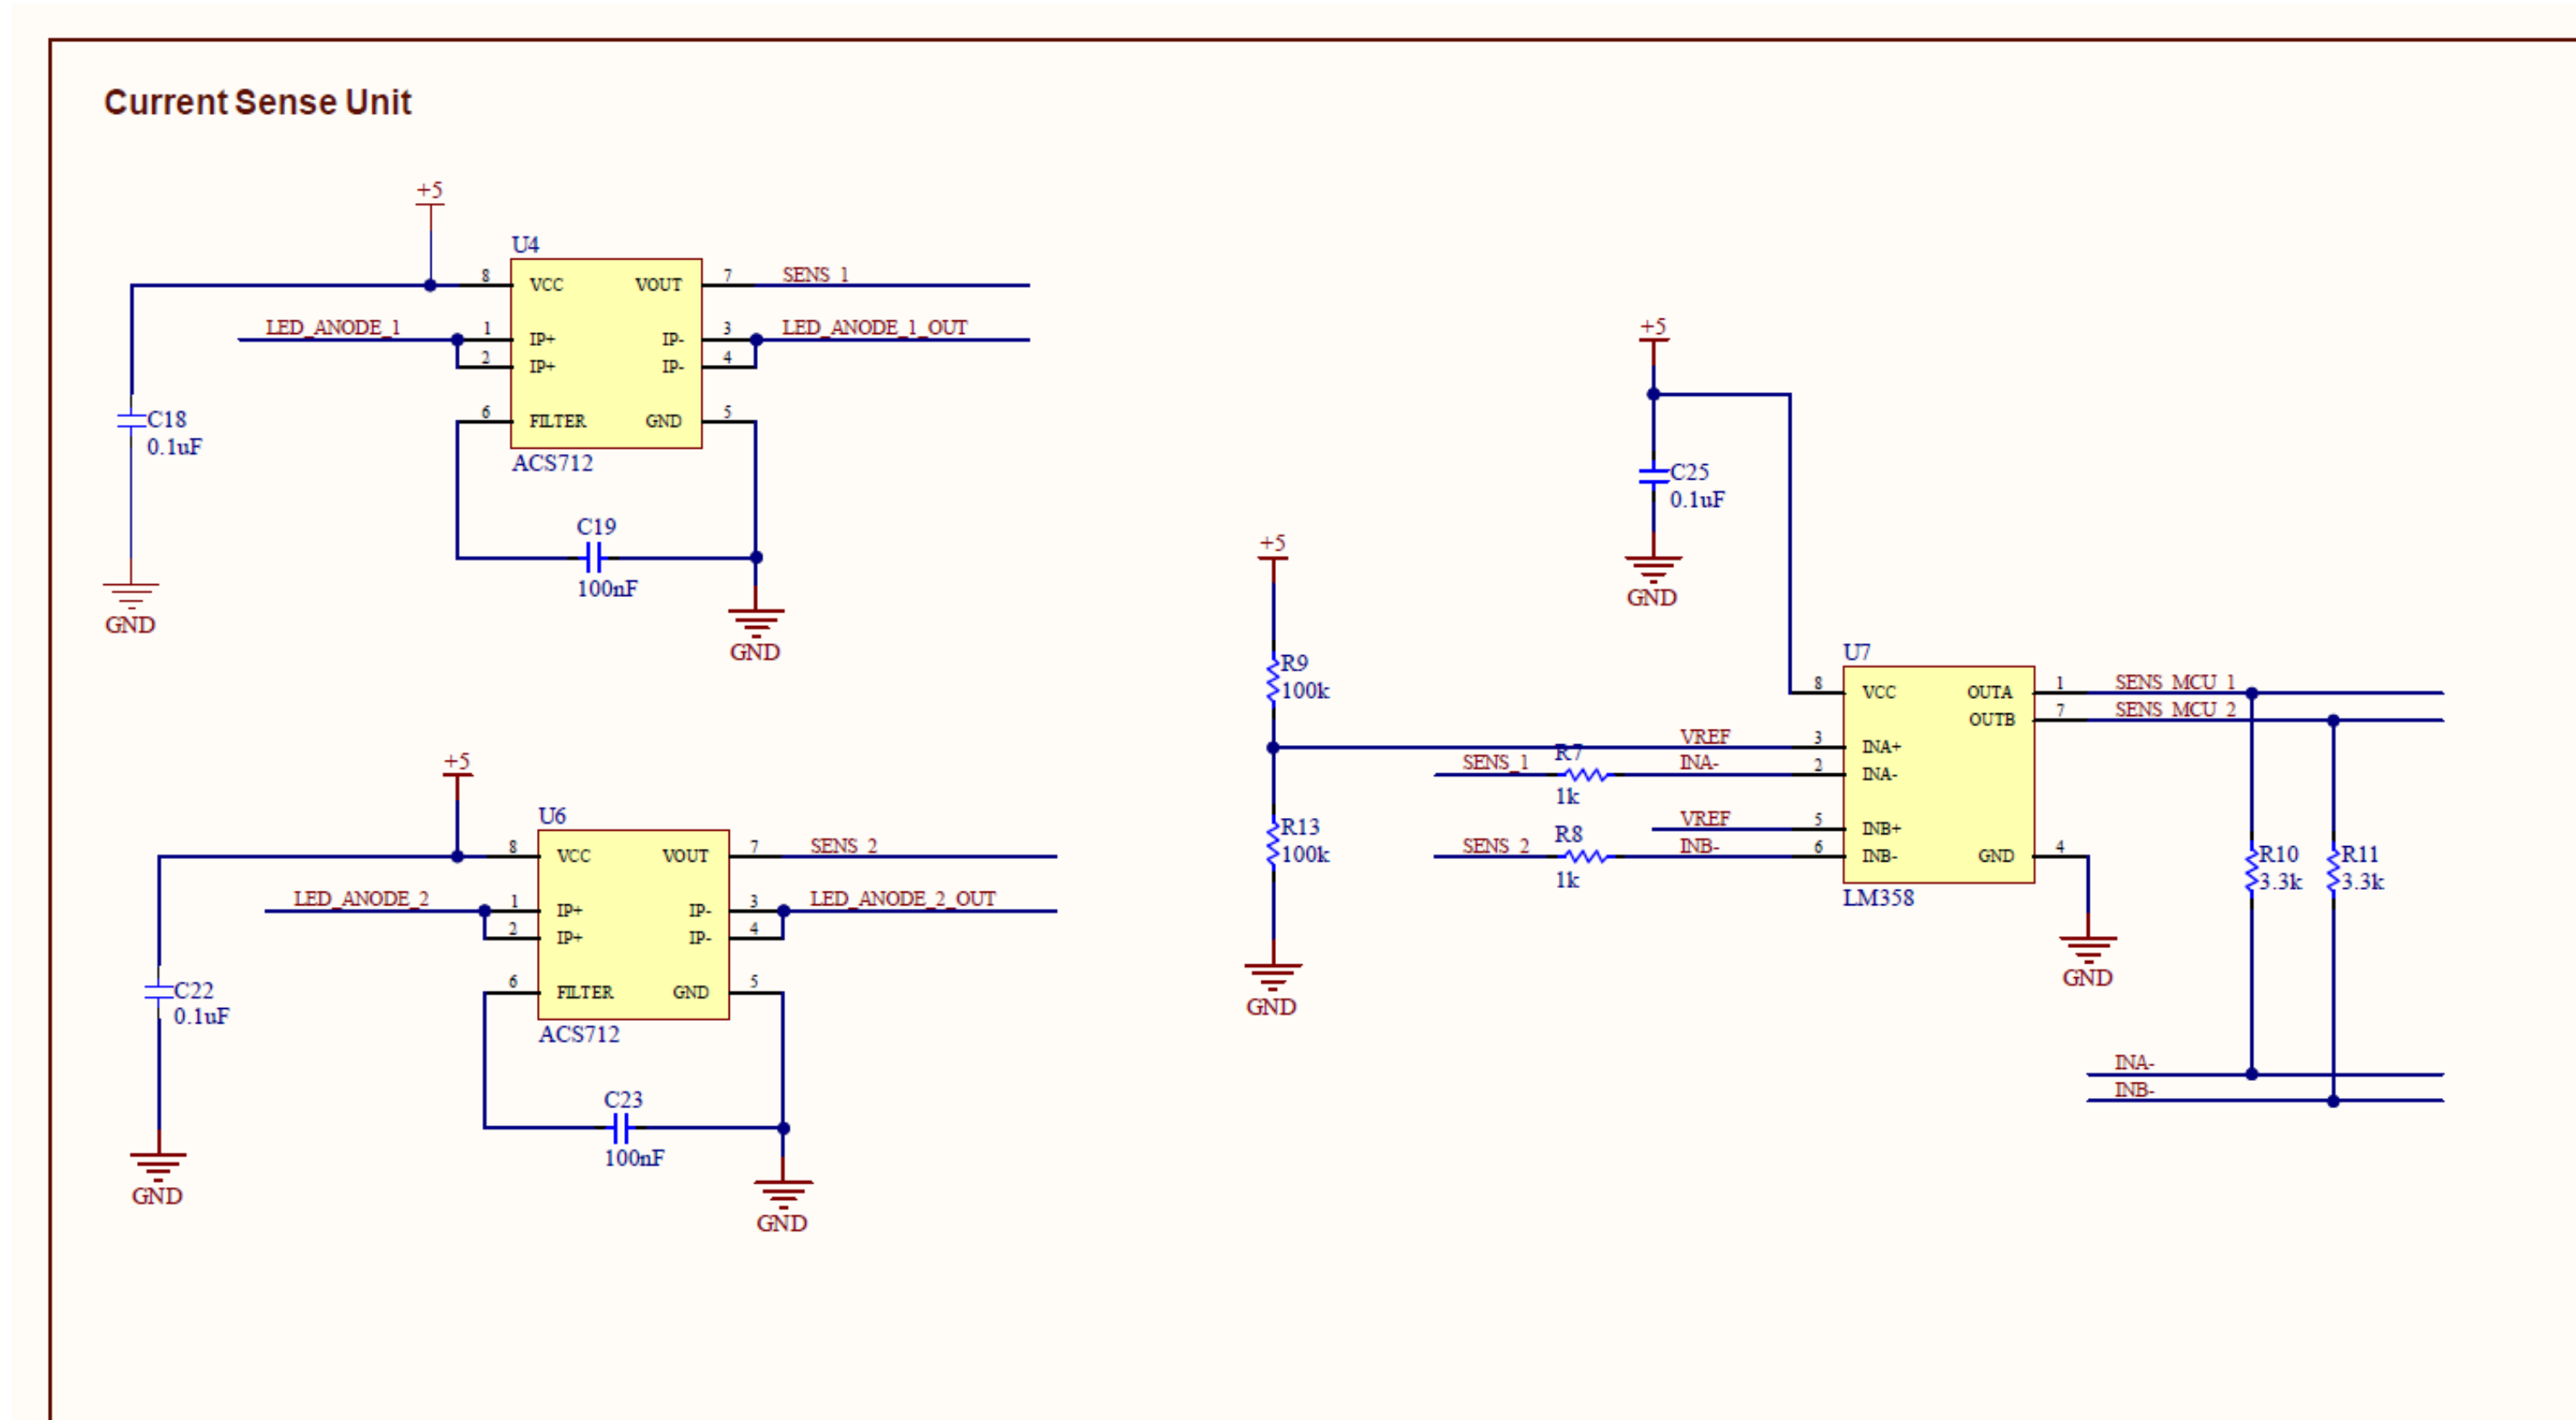 Current Sense Unit
+5
U4
8 VCC VOUT 7 SENS_1
LED_ANODE_1 1 IP+ IP- 3 LED_ANODE_1_OUT
2 IP+ IP- 4
6 FILTER GND 5
C18
0.1uF
ACS712
C19
100nF
GND
GND
+5
U6
8 VCC VOUT 7 SENS_2
LED_ANODE_2 1 IP+ IP- 3 LED_ANODE_2_OUT
2 IP+ IP- 4
6 FILTER GND 5
C22
0.1uF
ACS712
C23
100nF
GND
GND
+5
C25
0.1uF
GND
+5
R9
100k
R13
100k
GND
U7
8 VCC OUTA 1 SENS_MCU_1
OUTB 7 SENS_MCU_2
VREF 3 INA+
SENS_1 R7 INA- 2 INA-
1k
VREF 5 INB+
SENS_2 R8 INB- 6 INB- GND 4
1k
LM358
GND
R10
3.3k
R11
3.3k
INA-
INB-